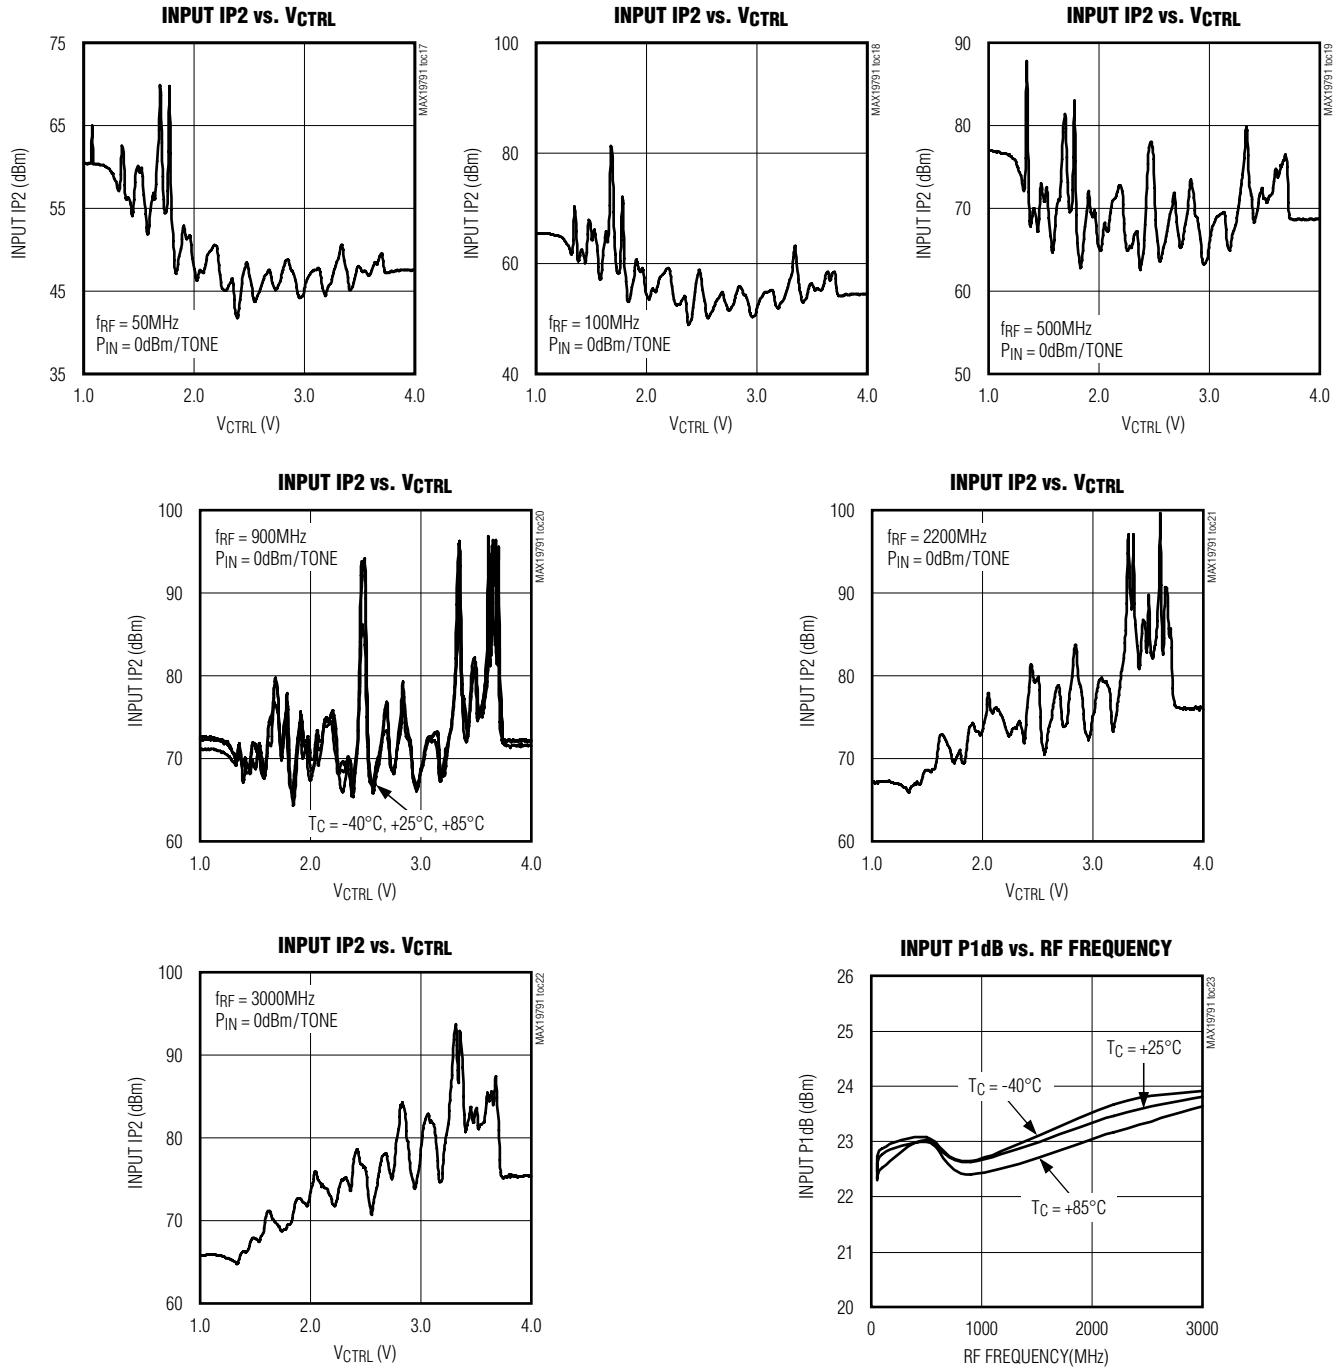 INPUT IP2 vs. VCTRL
75
65
55
45
35
INPUT IP2 (dBm)
fRF = 50MHz
PIN = 0dBm/TONE
1.0 2.0 3.0 4.0
VCTRL (V)
MAX19791 toc17
INPUT IP2 vs. VCTRL
100
80
60
40
INPUT IP2 (dBm)
fRF = 100MHz
PIN = 0dBm/TONE
1.0 2.0 3.0 4.0
VCTRL (V)
MAX19791 toc18
INPUT IP2 vs. VCTRL
90
80
70
60
50
INPUT IP2 (dBm)
fRF = 500MHz
PIN = 0dBm/TONE
1.0 2.0 3.0 4.0
VCTRL (V)
MAX19791 toc19
INPUT IP2 vs. VCTRL
100
90
80
70
60
INPUT IP2 (dBm)
fRF = 900MHz
PIN = 0dBm/TONE
TC = -40°C, +25°C, +85°C
1.0 2.0 3.0 4.0
VCTRL (V)
MAX19791 toc20
INPUT IP2 vs. VCTRL
100
90
80
70
60
INPUT IP2 (dBm)
fRF = 2200MHz
PIN = 0dBm/TONE
1.0 2.0 3.0 4.0
VCTRL (V)
MAX19791 toc21
INPUT IP2 vs. VCTRL
100
90
80
70
60
INPUT IP2 (dBm)
fRF = 3000MHz
PIN = 0dBm/TONE
1.0 2.0 3.0 4.0
VCTRL (V)
MAX19791 toc22
INPUT P1dB vs. RF FREQUENCY
26
25
24
23
22
21
20
INPUT P1dB (dBm)
TC = +25°C
TC = -40°C
TC = +85°C
0 1000 2000 3000
RF FREQUENCY(MHz)
MAX19791 toc23